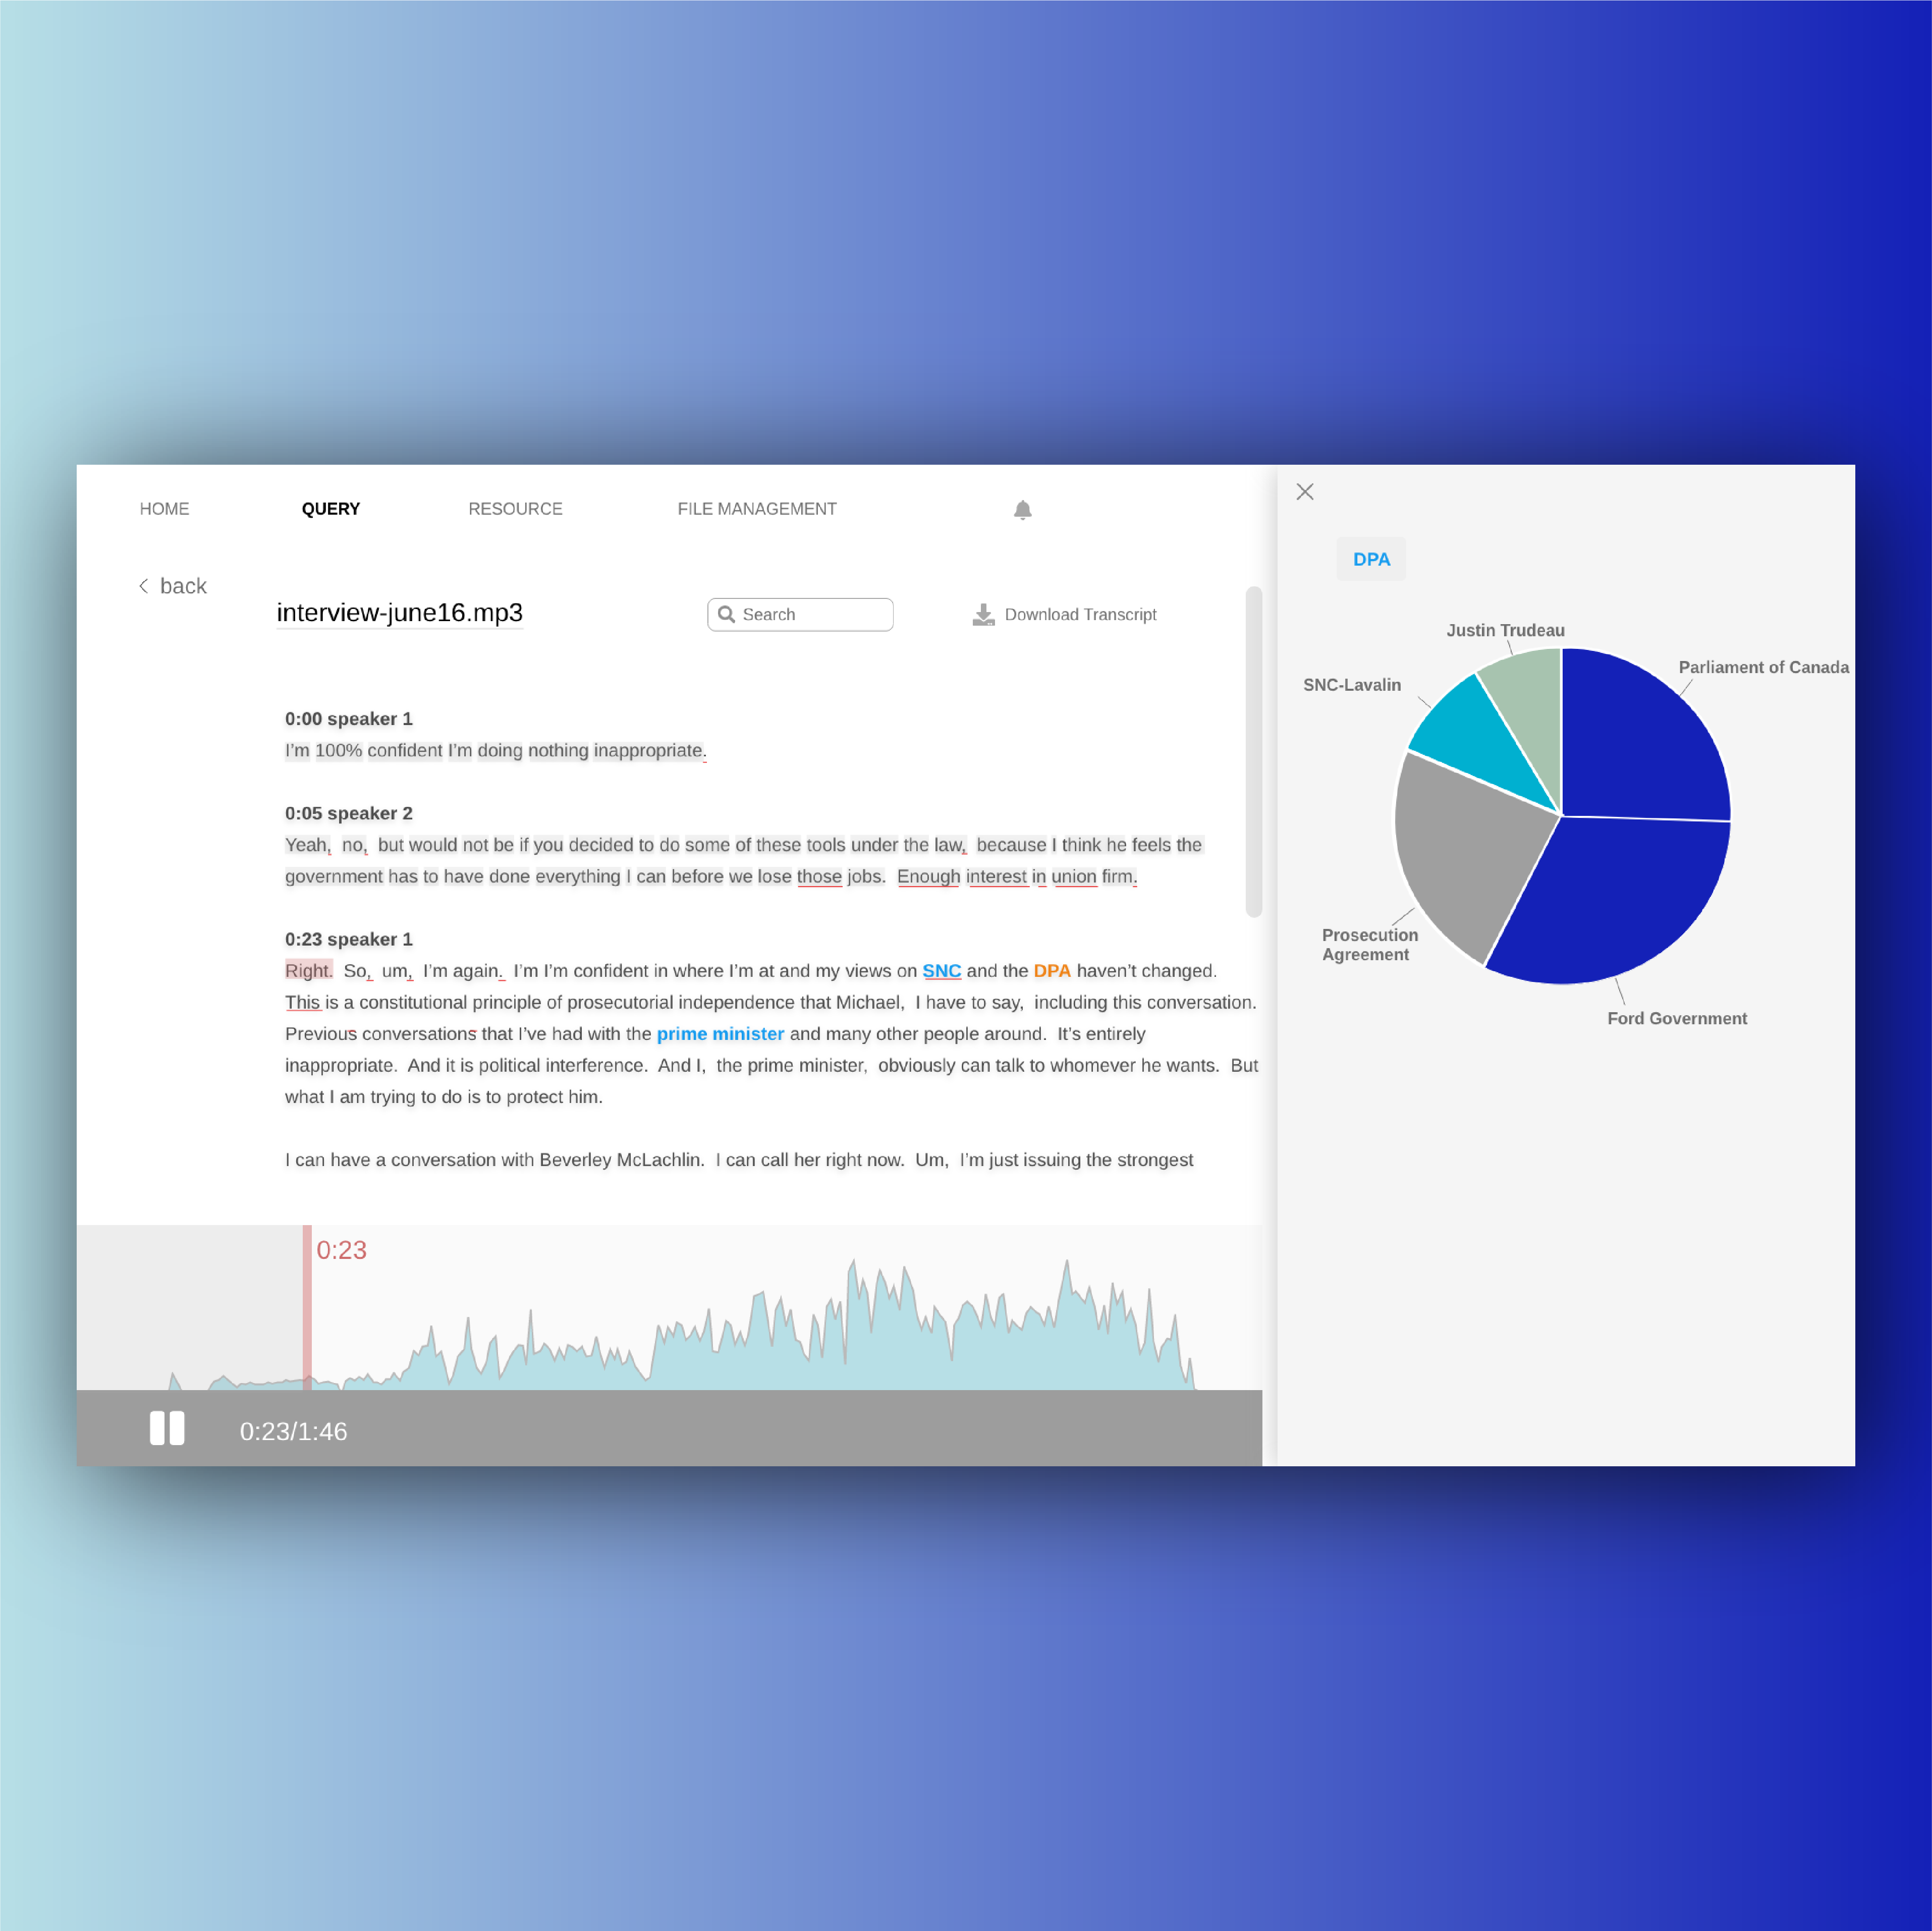 HOME QUERY RESOURCE FILE MANAGEMENT
back
interview-june16.mp3
Search
Download Transcript
0:00 speaker 1
I'm 100% confident I'm doing nothing inappropriate.
0:05 speaker 2
Yeah, no, but would not be if you decided to do some of these tools under the law, because I think he feels the
government has to have done everything I can before we lose those jobs. Enough interest in union firm.
0:23 speaker 1
Right. So, um, I'm again. I'm I'm confident in where I'm at and my views on SNC and the DPA haven't changed.
This is a constitutional principle of prosecutorial independence that Michael, I have to say, including this conversation.
Previous conversations that I've had with the prime minister and many other people around. It's entirely
inappropriate. And it is political interference. And I, the prime minister, obviously can talk to whomever he wants. But
what I am trying to do is to protect him.
I can have a conversation with Beverley McLachlin. I can call her right now. Um, I'm just issuing the strongest
0:23
0:23/1:46
DPA
Justin Trudeau
Parliament of Canada
SNC-Lavalin
Prosecution
Agreement
Ford Government